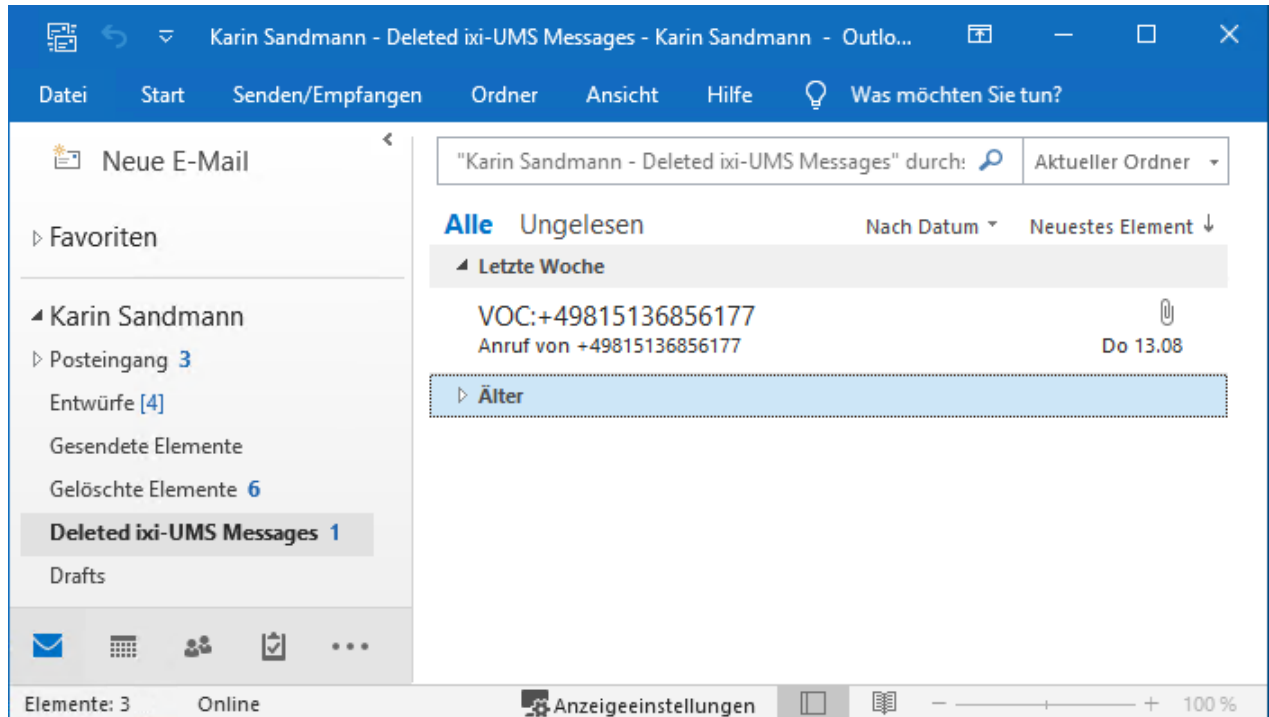 Karin Sandmann - Deleted ixi-UMS Messages - Karin Sandmann - Outlo...
Datei Start Senden/Empfangen Ordner Ansicht Hilfe Was möchten Sie tun?
Neue E-Mail
Favoriten
Karin Sandmann
Posteingang 3
Entwürfe [4]
Gesendete Elemente
Gelöschte Elemente 6
Deleted ixi-UMS Messages 1
Drafts
"Karin Sandmann - Deleted ixi-UMS Messages" durch: Aktueller Ordner
Alle Ungelesen Nach Datum Neuestes Element ↓
Letzte Woche
VOC:+49815136856177
Anruf von +49815136856177 Do 13.08
Älter
Elemente: 3 Online Anzeigeeinstellungen 100 %